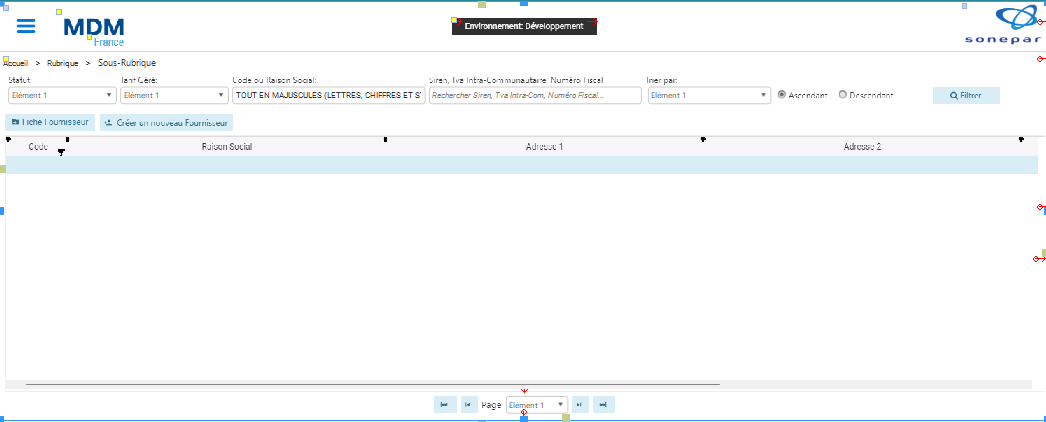 MDM
France
Environnement: Développement
sonepar
Accueil > Rubrique > Sous-Rubrique
Statut: Tarif Géré: Code ou Raison Social: Siren, Tva Intra-Communautaire, Numéro Fiscal Trier par:
Elément 1 Elément 1 TOUT EN MAJUSCULES (LETTRES, CHIFFRES ET S Rechercher Siren, Tva Intra-Com, Numéro Fiscal... Elément 1 Ascendant Descendant Filtrer
Fiche Fournisseur Créer un nouveau Fournisseur
Code Raison Social Adresse 1 Adresse 2
Page Elément 1